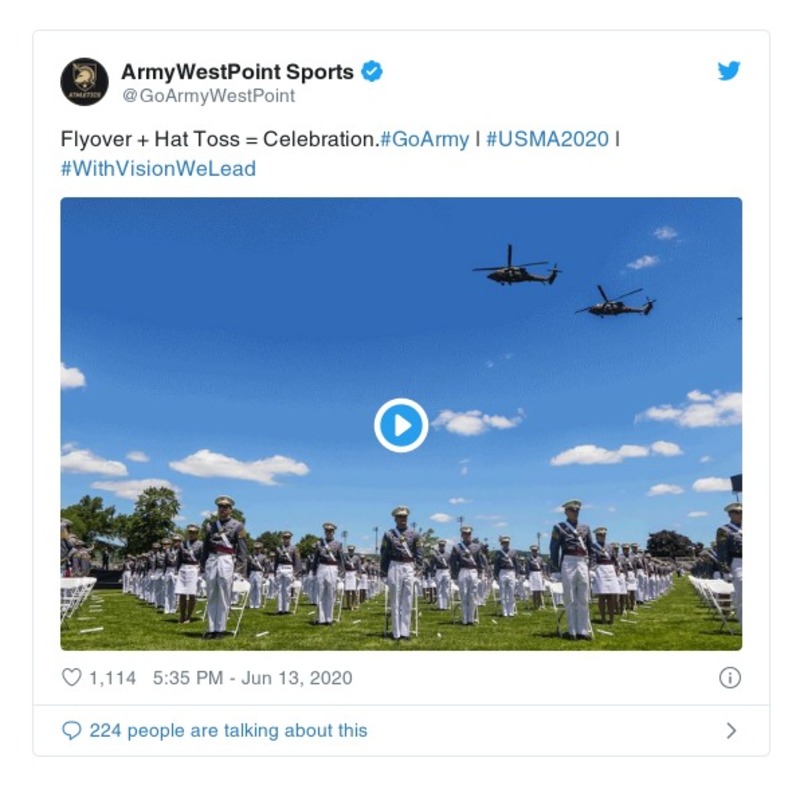 ArmyWestPoint Sports
@GoArmyWestPoint
Flyover + Hat Toss = Celebration.#GoArmy | #USMA2020 |
#WithVisionWeLead
1,114 5:35 PM - Jun 13, 2020
224 people are talking about this